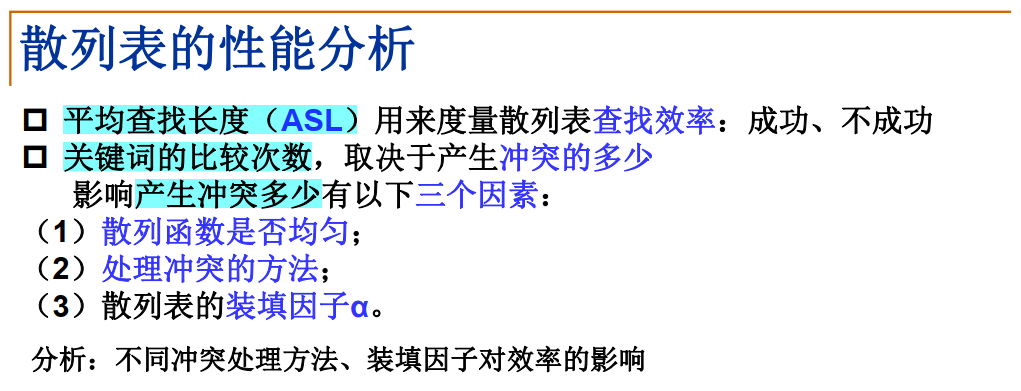 散列表的性能分析
平均查找长度（ASL）用来度量散列表查找效率：成功、不成功
关键词的比较次数，取决于产生冲突的多少
影响产生冲突多少有以下三个因素：
（1）散列函数是否均匀；
（2）处理冲突的方法；
（3）散列表的装填因子α。
分析：不同冲突处理方法、装填因子对效率的影响